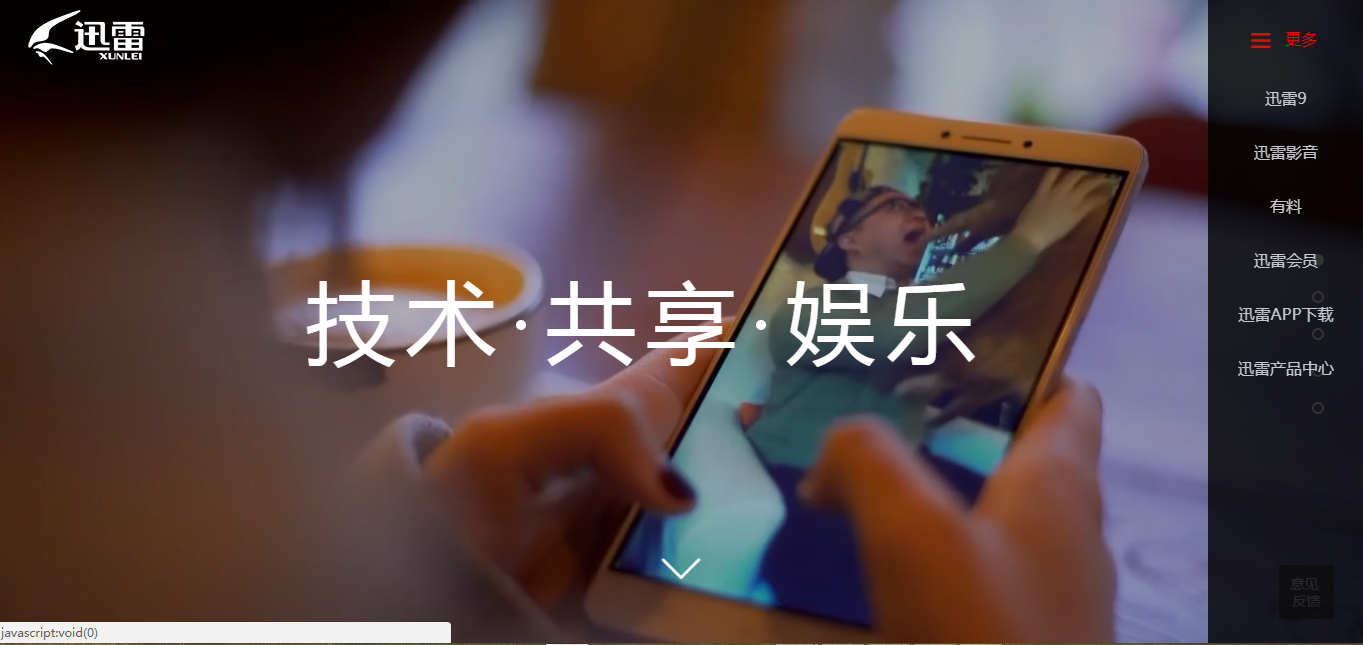 迅雷
XUNLEI
更多
迅雷9
迅雷影音
有料
迅雷会员
迅雷APP下载
迅雷产品中心
技术·共享·娱乐
意见
反馈
javascript:void(0)